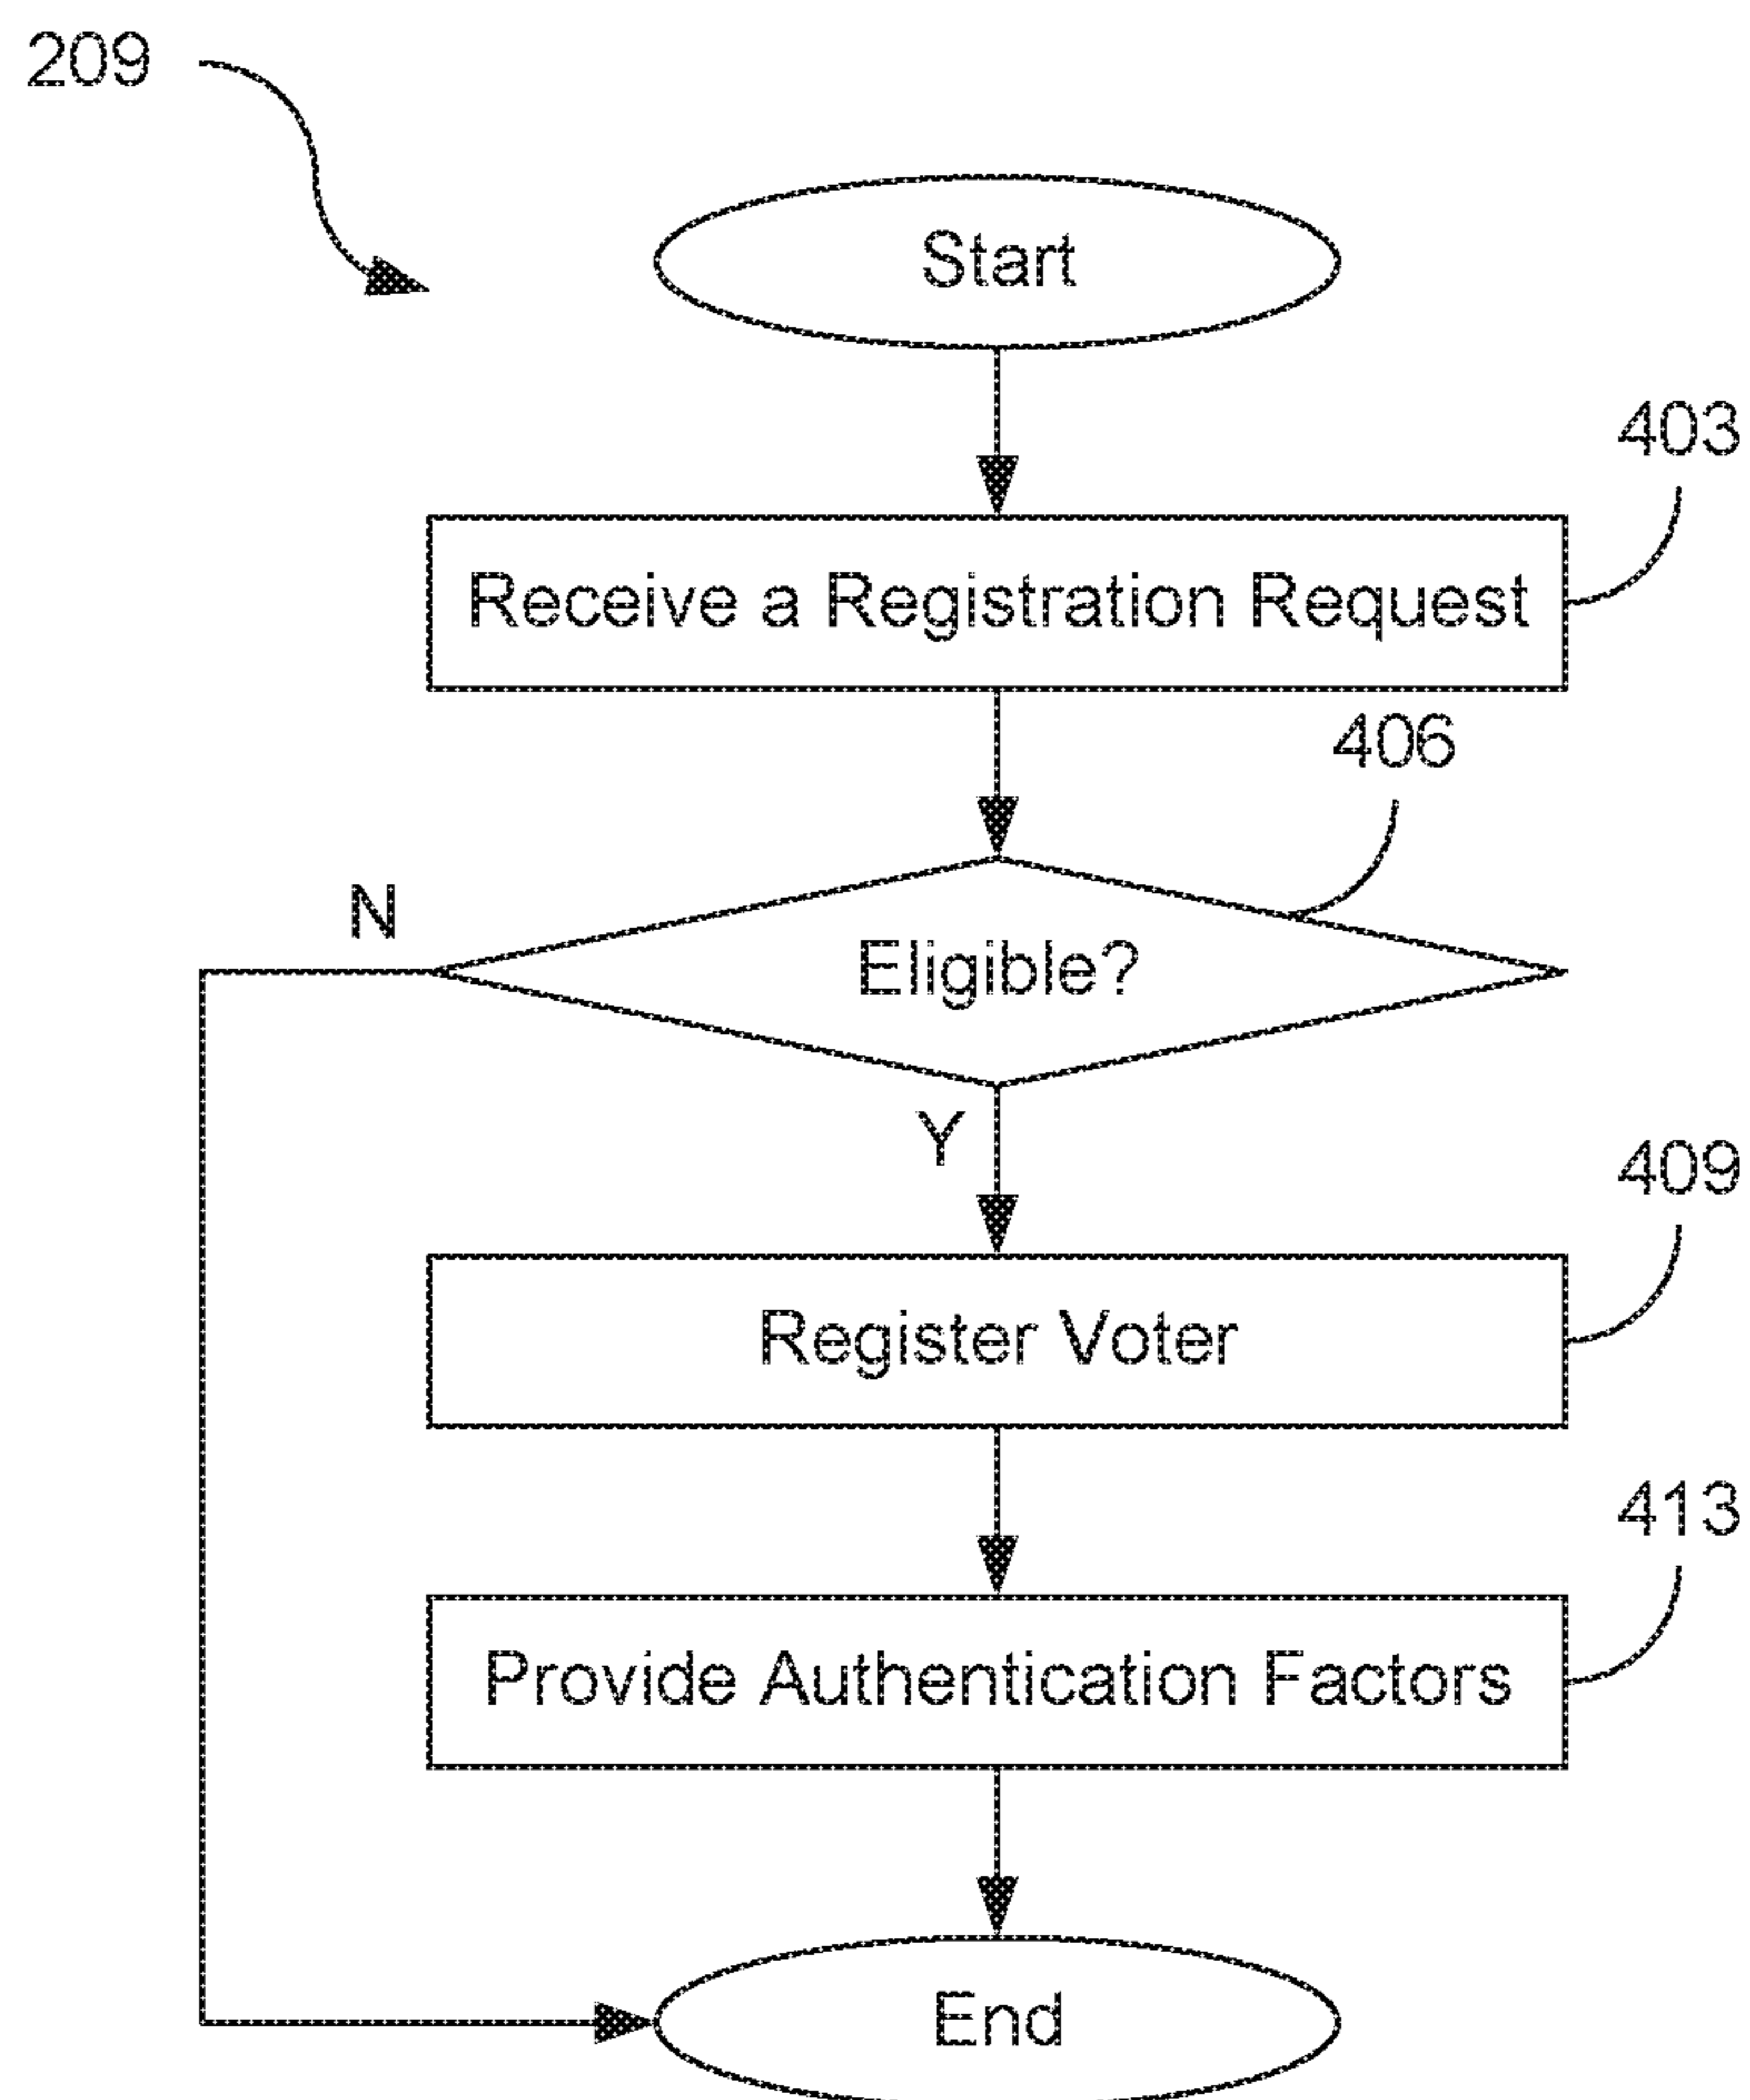 209
Start
403
Receive a Registration Request
406
N
Eligible?
Y
409
Register Voter
413
Provide Authentication Factors
End